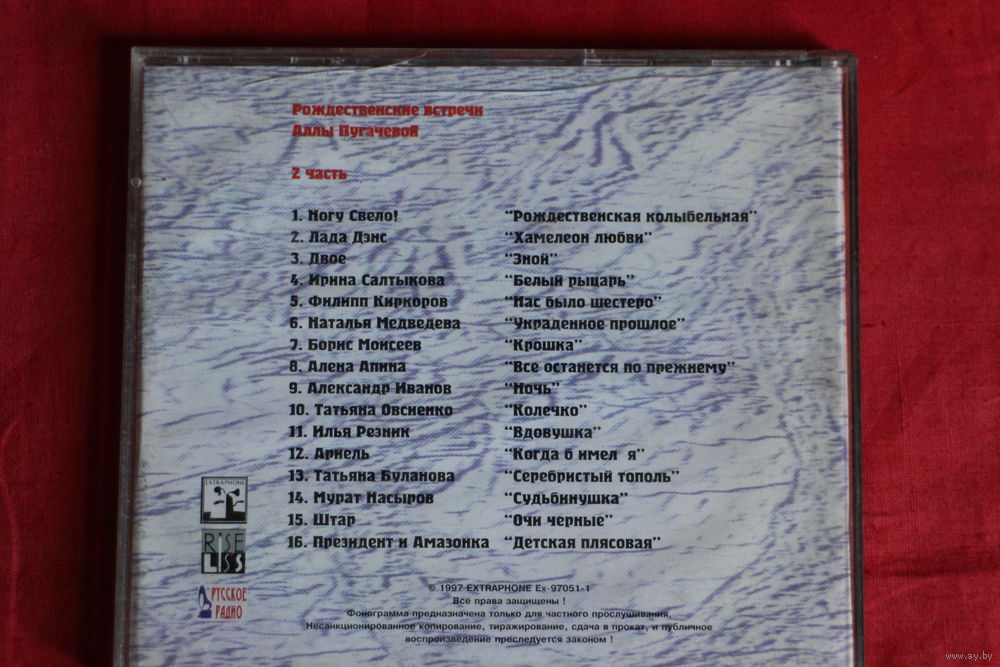 Рождественские встречи
Аллы Пугачевой
2 часть
1. Ногу Свело! “Рождественская колыбельная”
2. Лада Дэнс “Хамелеон любви”
3. Двое “Зной”
4. Ирина Салтыкова “Белый рыцарь”
5. Филипп Киркоров “Нас было шестеро”
6. Наталья Медведева “Украденное прошлое”
7. Борис Моисеев “Крошка”
8. Алена Апина “Все останется по прежнему”
9. Александр Иванов “Ночь”
10. Татьяна Овсиенко “Колечко”
11. Илья Резник “Вдовушка”
12. Ариель “Когда б имел я”
13. Татьяна Буланова “Серебристый тополь”
14. Мурат Насыров “Судьбинушка”
15. Штар “Очи черные”
16. Президент и Амазонка “Детская плясовая”
EXTRAPHONE
RiSE
LISS
РУССКОЕ
РАДИО
© 1997 EXTRAPHONE Ex-97051-1
Все права защищены !
Фонограмма предназначена только для частного прослушивания.
Несанкционированное копирование, тиражирование, сдача в прокат, и публичное
воспроизведение преследуется законом !
www.ay.by